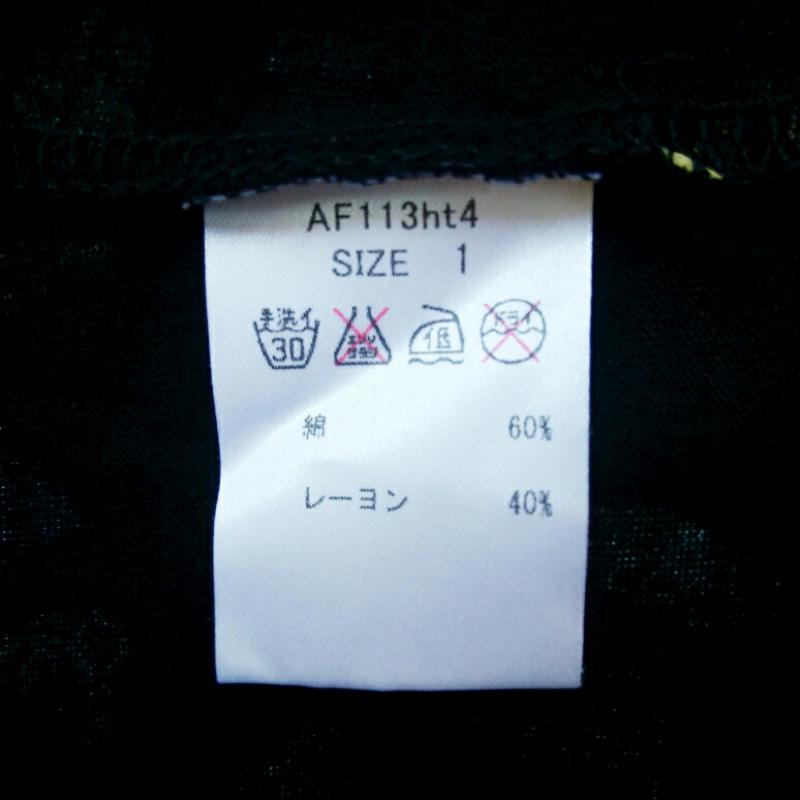 AF113ht4
SIZE 1
手洗イ 30 エンソサラシ 低 ドライ
綿 60%
レーヨン 40%